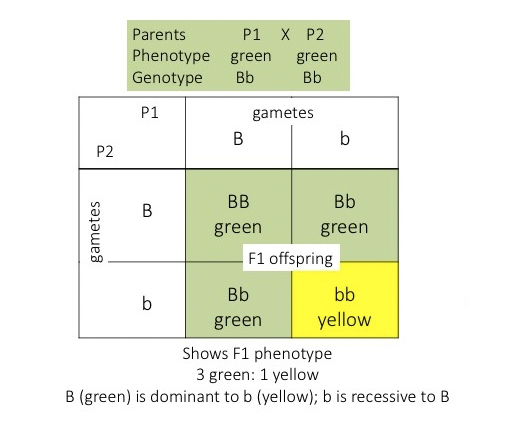 Parents P1 X P2
Phenotype green green
Genotype Bb Bb
P1 gametes
B b
P2
gametes
B BB Bb
green green
F1 offspring
b Bb bb
green yellow
Shows F1 phenotype
3 green: 1 yellow
B (green) is dominant to b (yellow); b is recessive to B